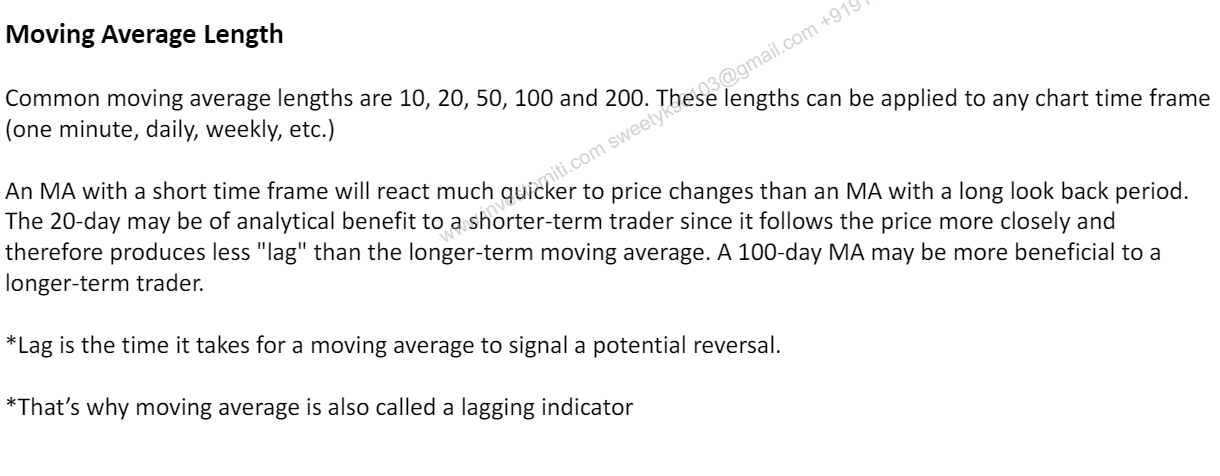 Moving Average Length
Common moving average lengths are 10, 20, 50, 100 and 200. These lengths can be applied to any chart time frame
(one minute, daily, weekly, etc.)
An MA with a short time frame will react much quicker to price changes than an MA with a long look back period.
The 20-day may be of analytical benefit to a shorter-term trader since it follows the price more closely and
therefore produces less "lag" than the longer-term moving average. A 100-day MA may be more beneficial to a
longer-term trader.
*Lag is the time it takes for a moving average to signal a potential reversal.
*That’s why moving average is also called a lagging indicator